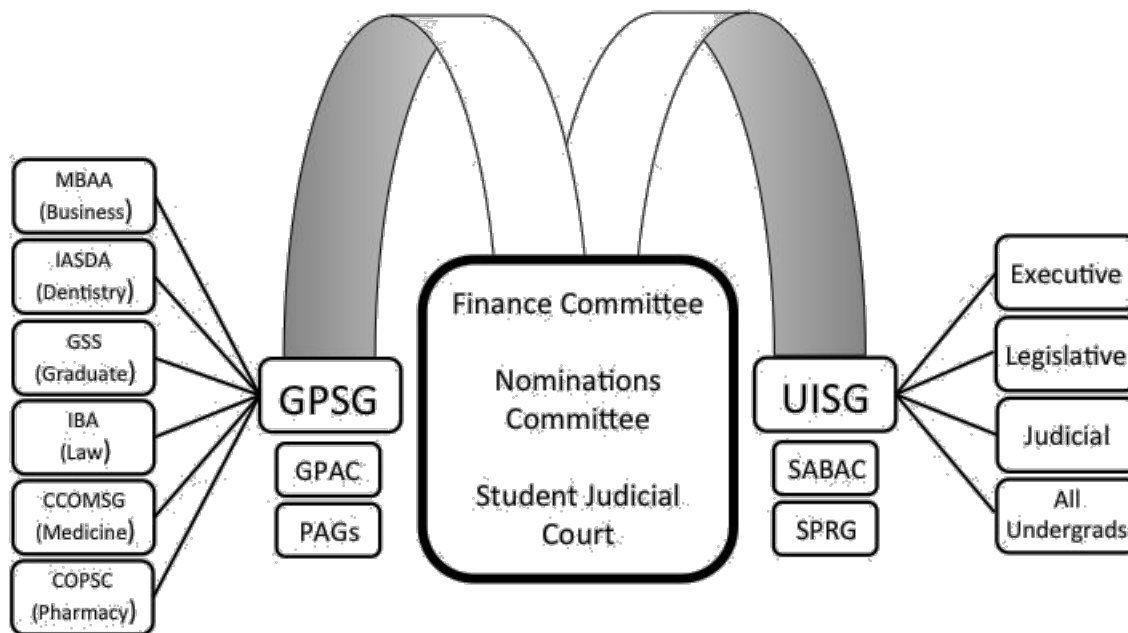 MBAA
(Business)
IASDA
(Dentistry)
GSS
(Graduate)
IBA
(Law)
CCOMSG
(Medicine)
COPSC
(Pharmacy)
GPSG
GPAC
PAGs
Finance Committee
Nominations
Committee
Student Judicial
Court
UISG
SABAC
SPRG
Executive
Legislative
Judicial
All
Undergrads